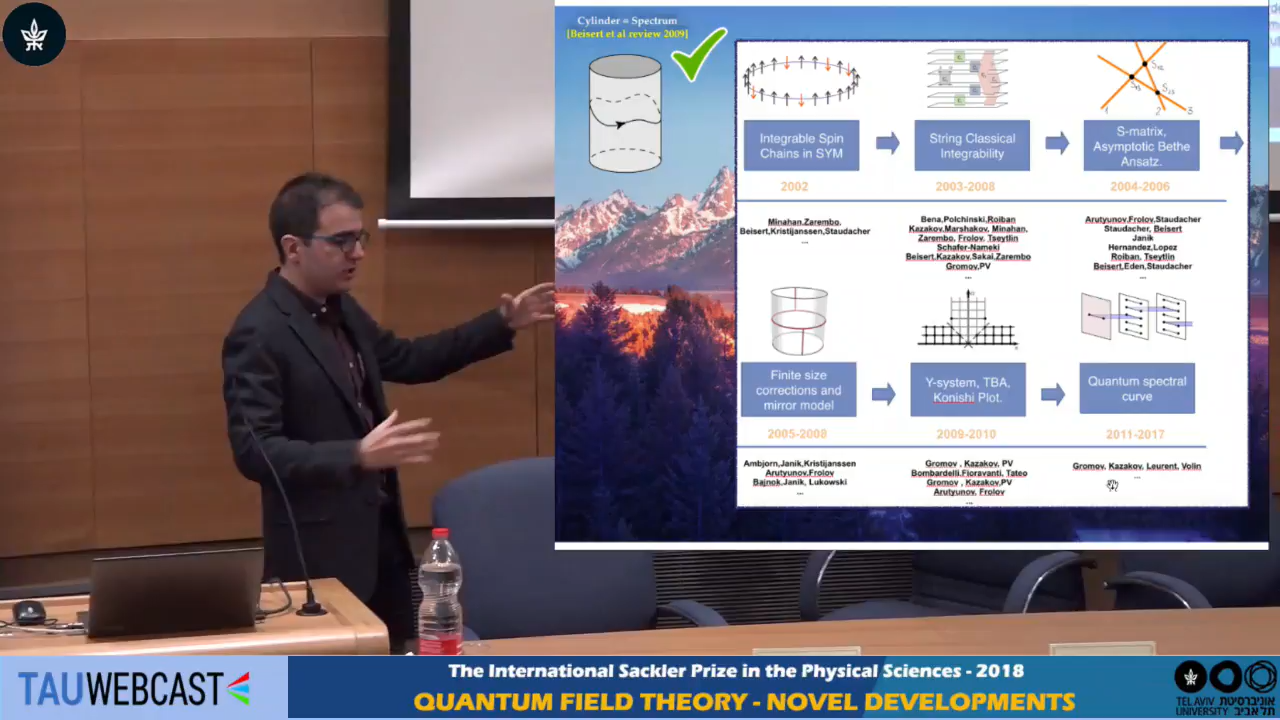 Cylinder = Spectrum
[Beisert et al review 2009]
Integrable Spin
Chains in SYM
2002
Minahan,Zarembo,
Beisert,Kristijanssen,Staudacher
...
String Classical
Integrability
2003-2008
Bena,Polchinski,Roiban
Kazakov,Marshakov, Minahan,
Zarembo, Frolov, Tseytlin
Schafer-Nameki
Beisert,Kazakov,Sakai,Zarembo
Gromov,PV
...
1 2 3
S-matrix,
Asymptotic Bethe
Ansatz.
2004-2006
Arutyunov,Frolov,Staudacher
Staudacher, Beisert
Janik
Hernandez,Lopez
Roiban, Tseytlin
Beisert,Eden,Staudacher
...
Finite size
corrections and
mirror model
2005-2008
Ambjorn,Janik,Kristijanssen
Arutyunov,Frolov
Bajnok,Janik, Lukowski
...
Y-system, TBA,
Konishi Plot.
2009-2010
Gromov , Kazakov, PV
Bombardelli,Fioravanti, Tateo
Gromov , Kazakov,PV
Arutyunov, Frolov
...
Quantum spectral
curve
2011-2017
Gromov, Kazakov, Leurent, Volin
...
TAUWEBCAST
The International Sackler Prize in the Physical Sciences - 2018
QUANTUM FIELD THEORY - NOVEL DEVELOPMENTS
TEL AVIV אוניברסיטת
UNIVERSITY תל אביב